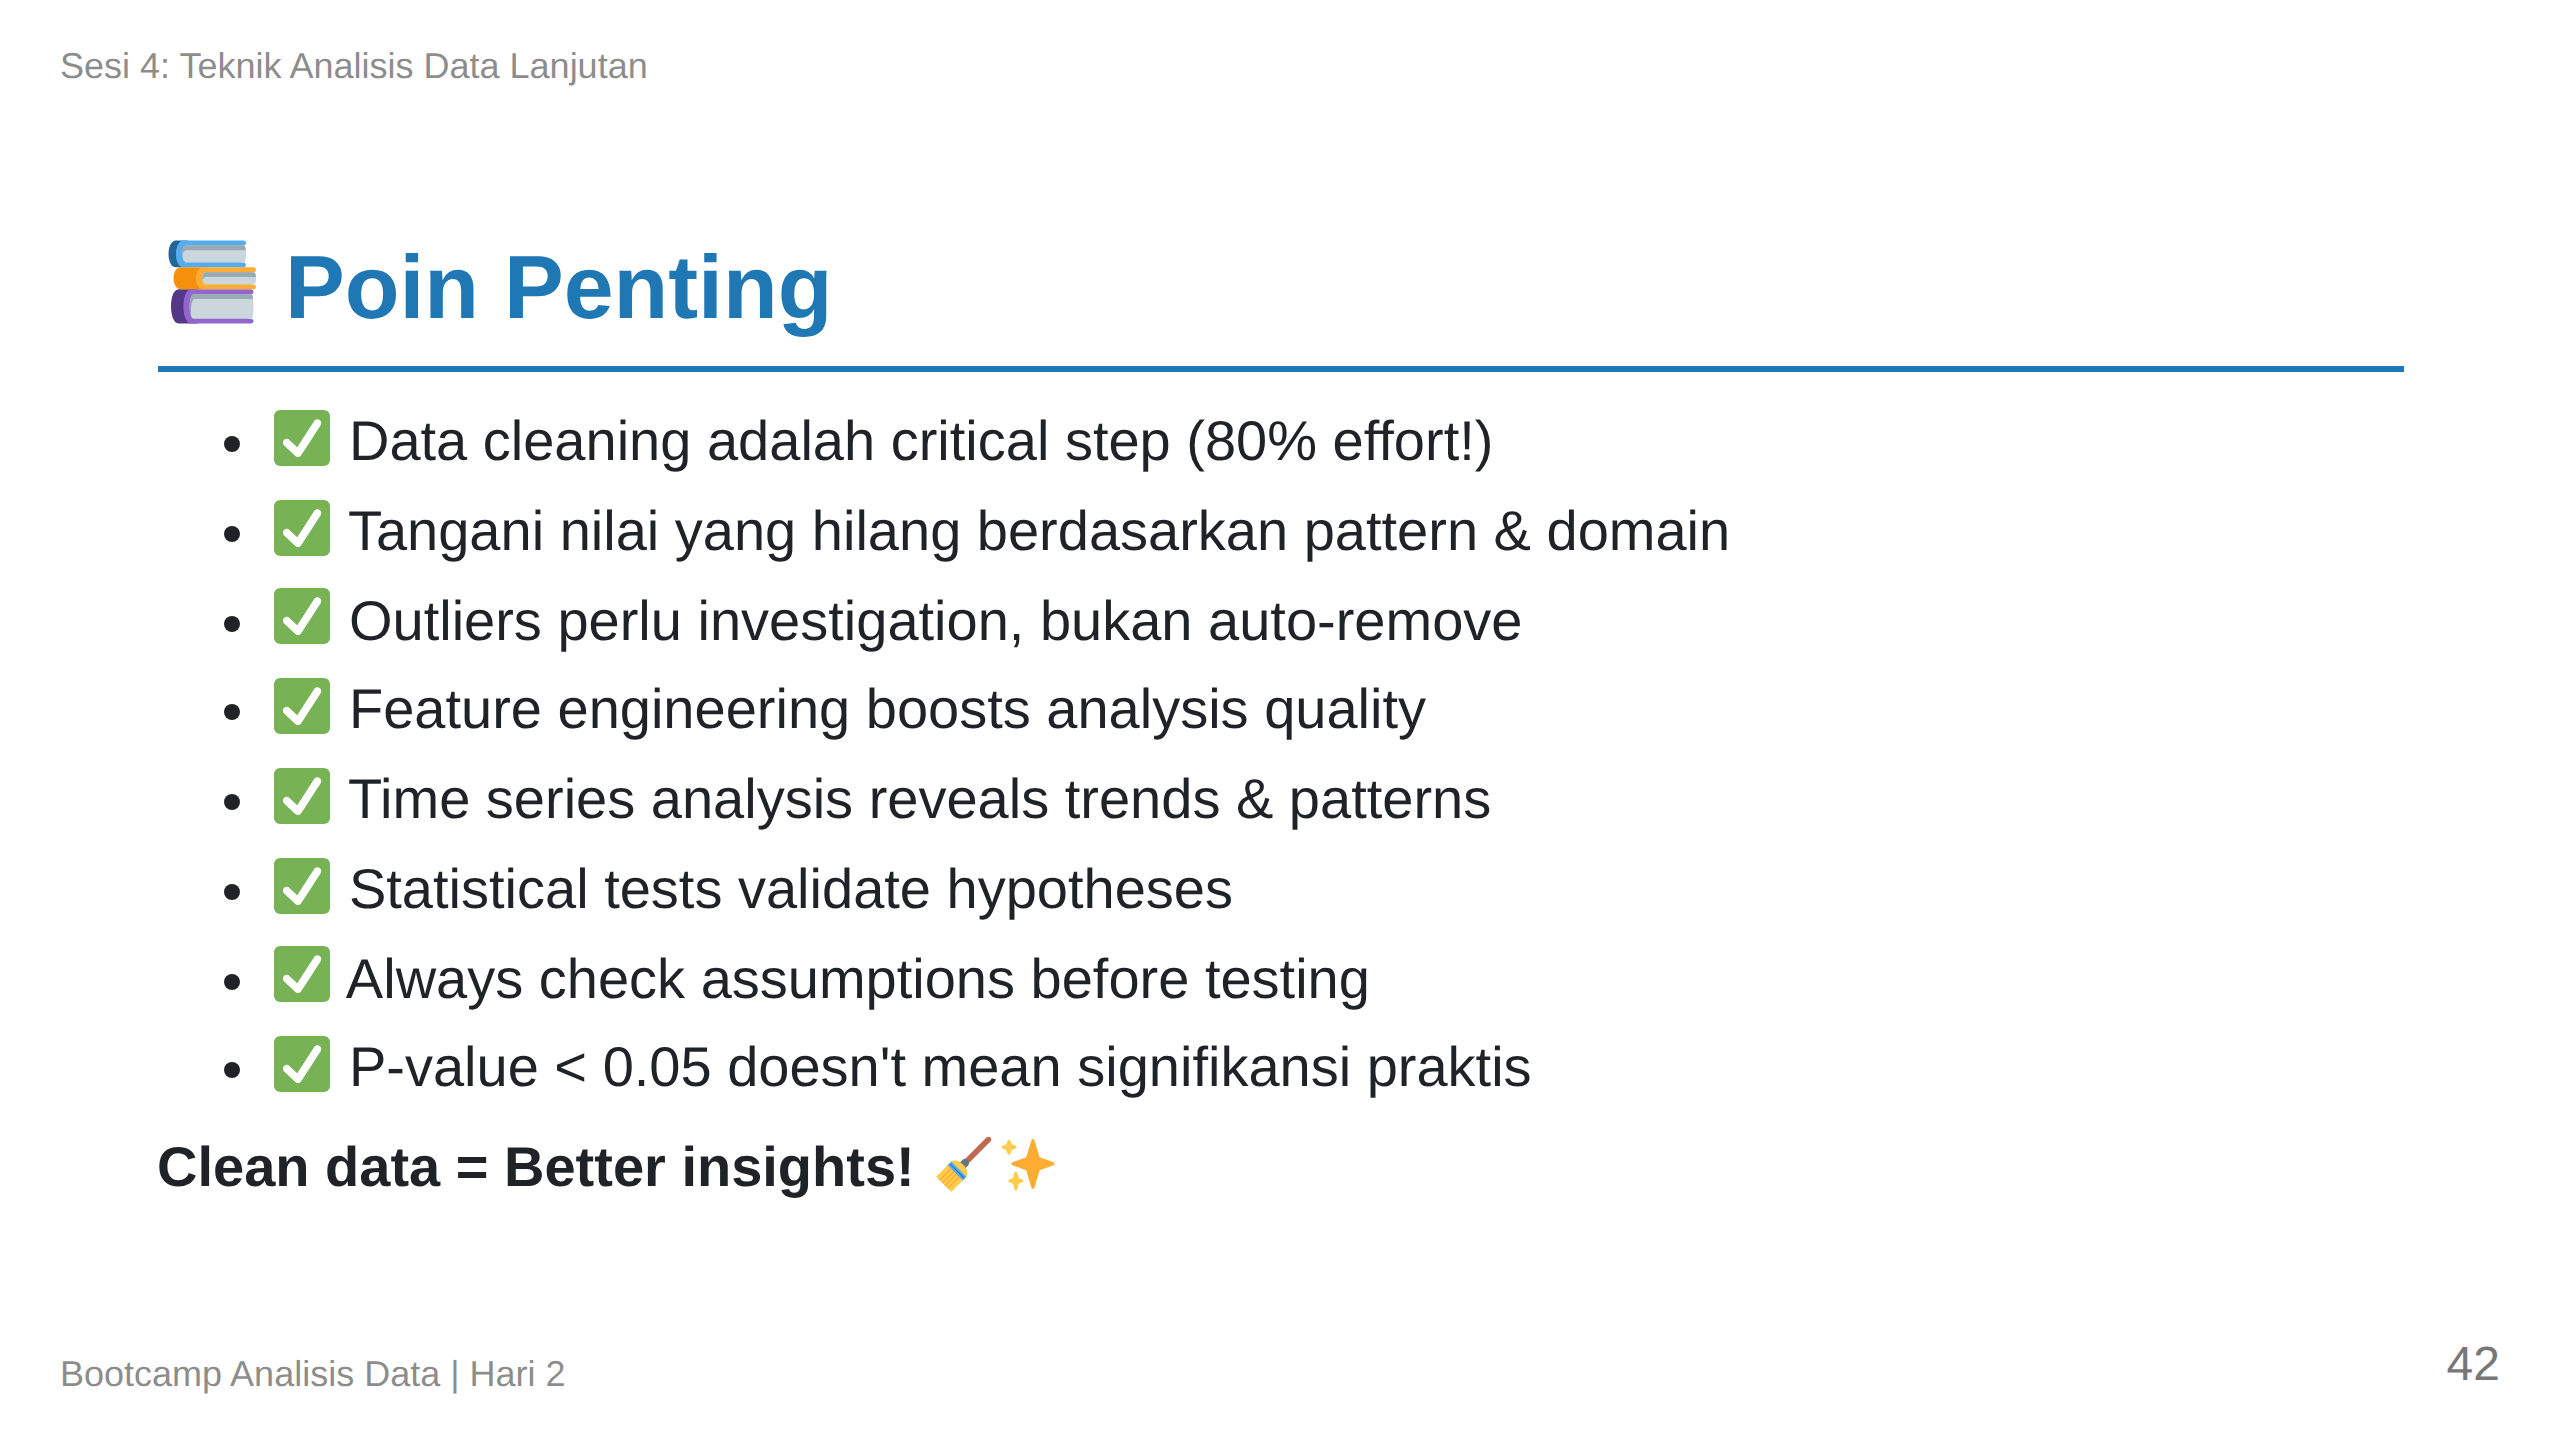 Sesi 4: Teknik Analisis Data Lanjutan
📚 Poin Penting
• ✅ Data cleaning adalah critical step (80% effort!)
• ✅ Tangani nilai yang hilang berdasarkan pattern & domain
• ✅ Outliers perlu investigation, bukan auto-remove
• ✅ Feature engineering boosts analysis quality
• ✅ Time series analysis reveals trends & patterns
• ✅ Statistical tests validate hypotheses
• ✅ Always check assumptions before testing
• ✅ P-value < 0.05 doesn't mean signifikansi praktis
Clean data = Better insights! 🧹✨
Bootcamp Analisis Data | Hari 2
42